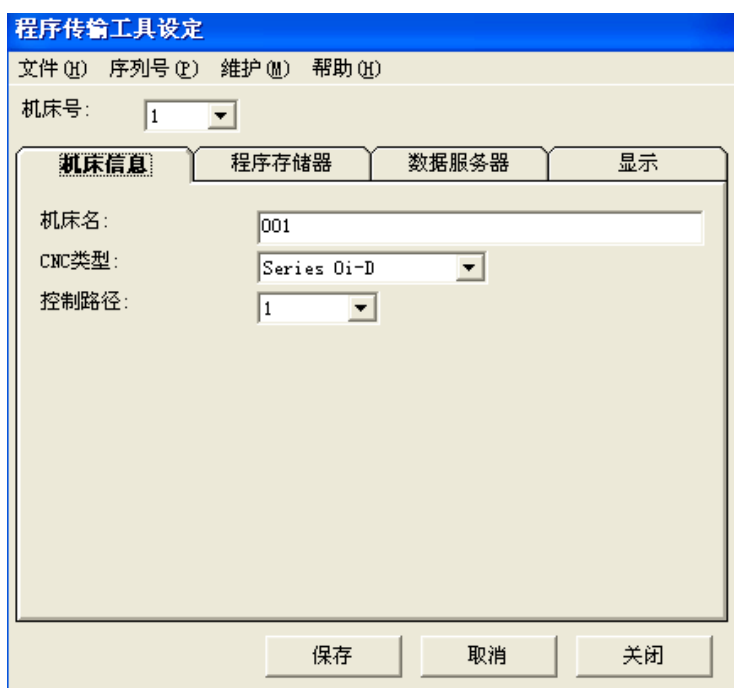 程序传输工具设定
文件(H) 序列号(P) 維护(M) 帮助(H)
机床号: 1
机床信息 程序存储器 数据服务器 显示
机床名: 001
CNC类型: Series Oi-D
控制路径: 1
保存 取消 关闭